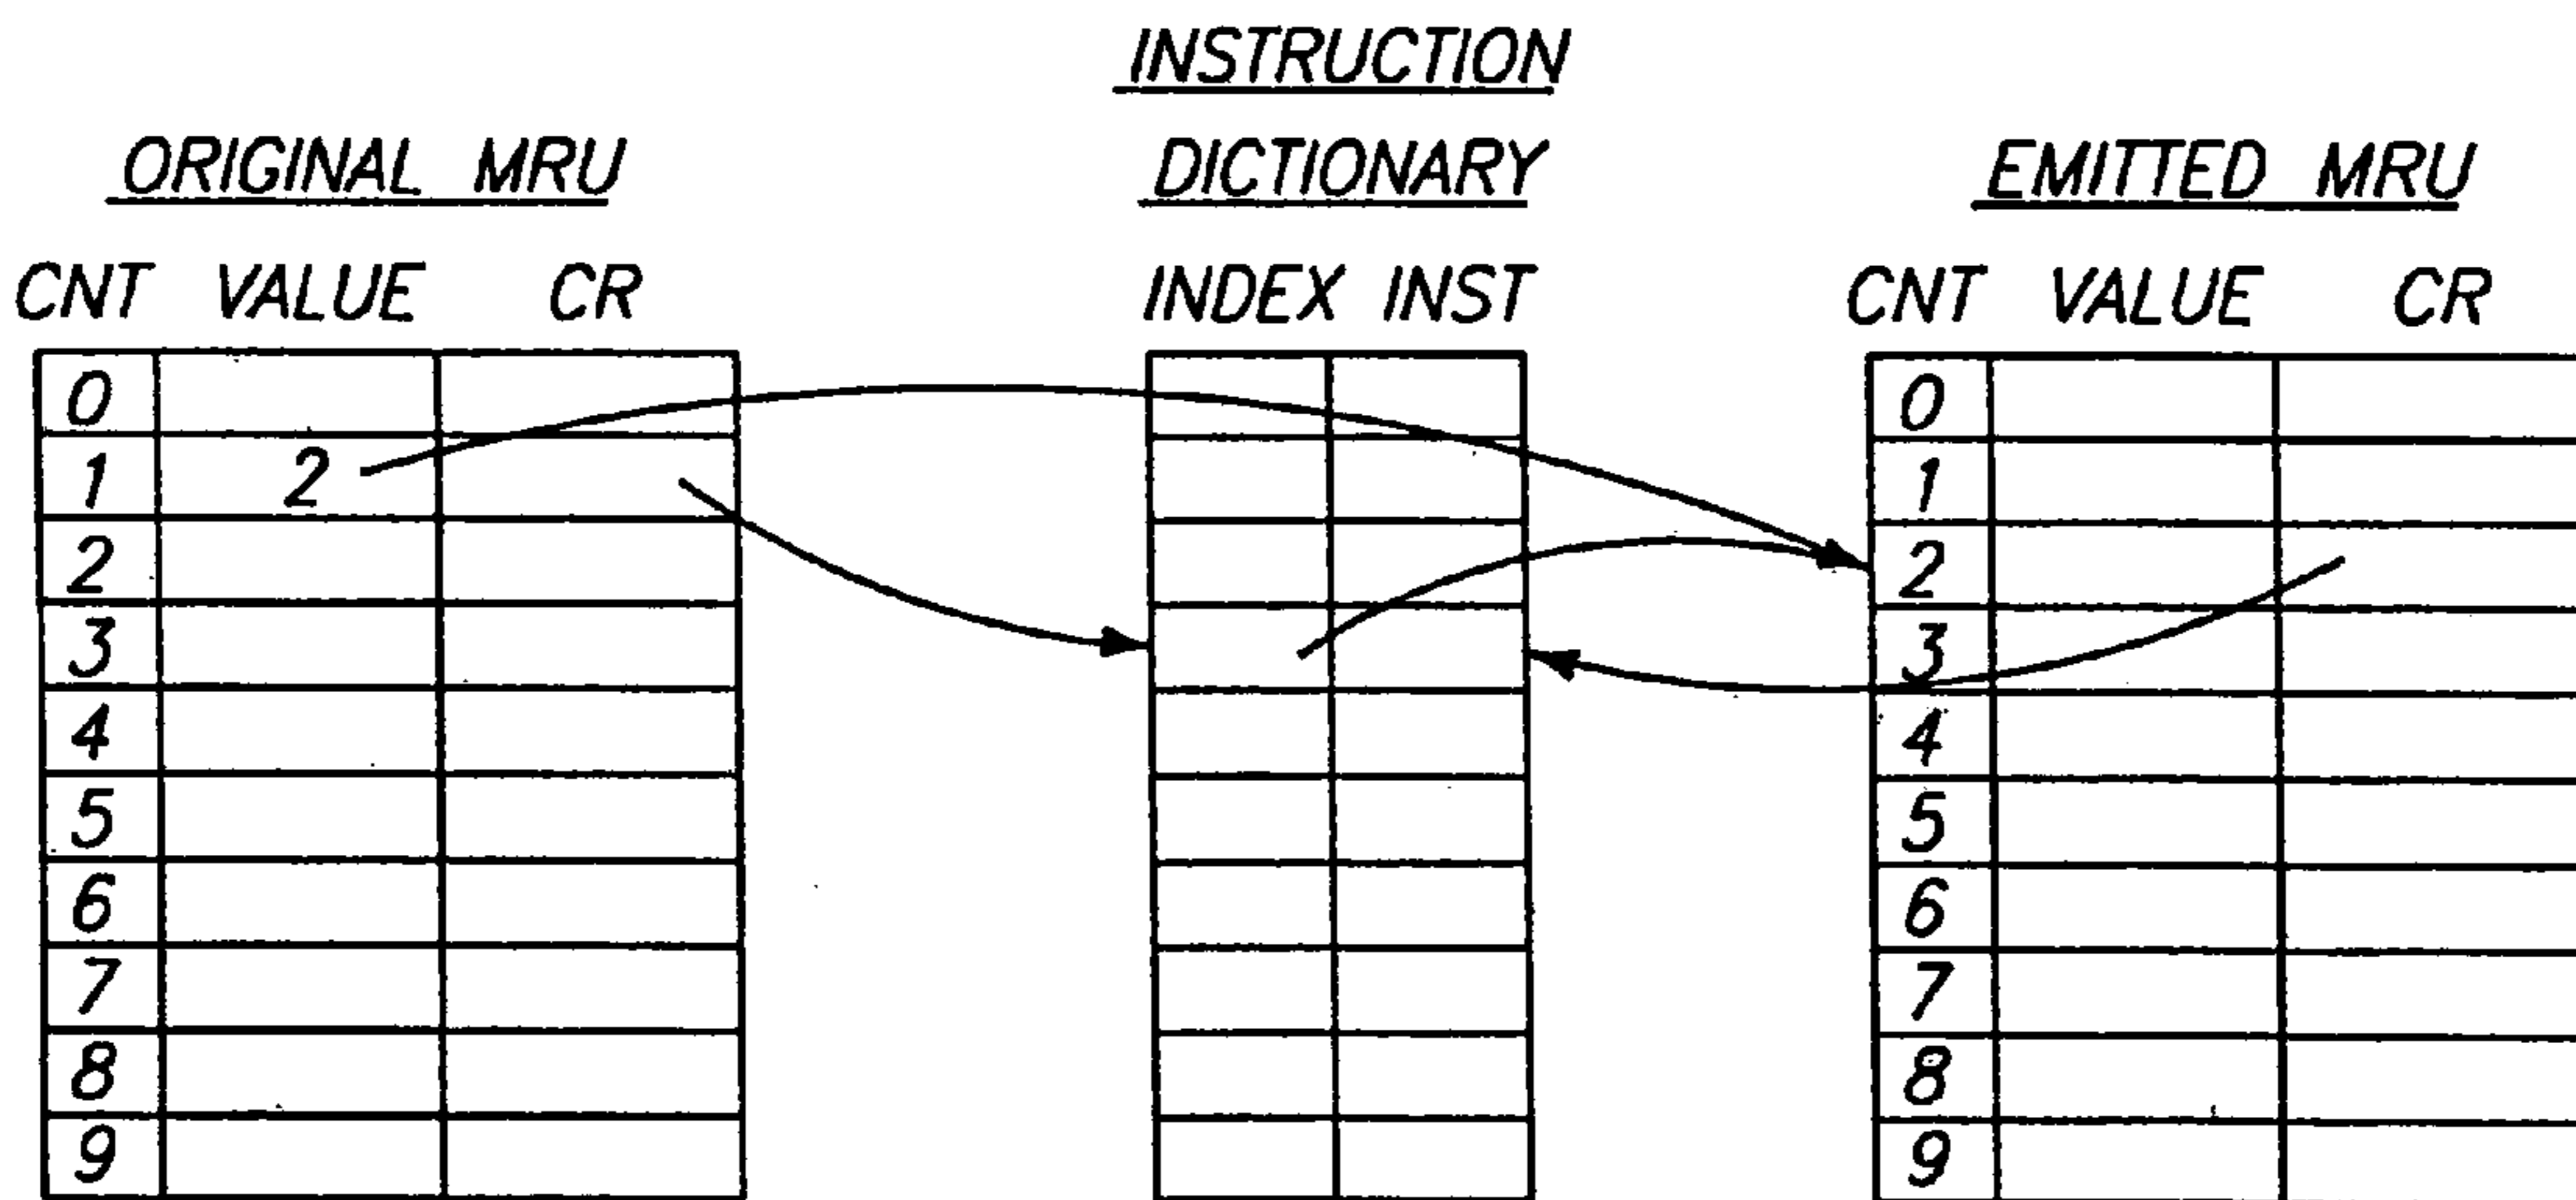 INSTRUCTION
ORIGINAL MRU DICTIONARY EMITTED MRU
CNT VALUE CR INDEX INST CNT VALUE CR
0 0
1 2 1
2 2
3 3
4 4
5 5
6 6
7 7
8 8
9 9